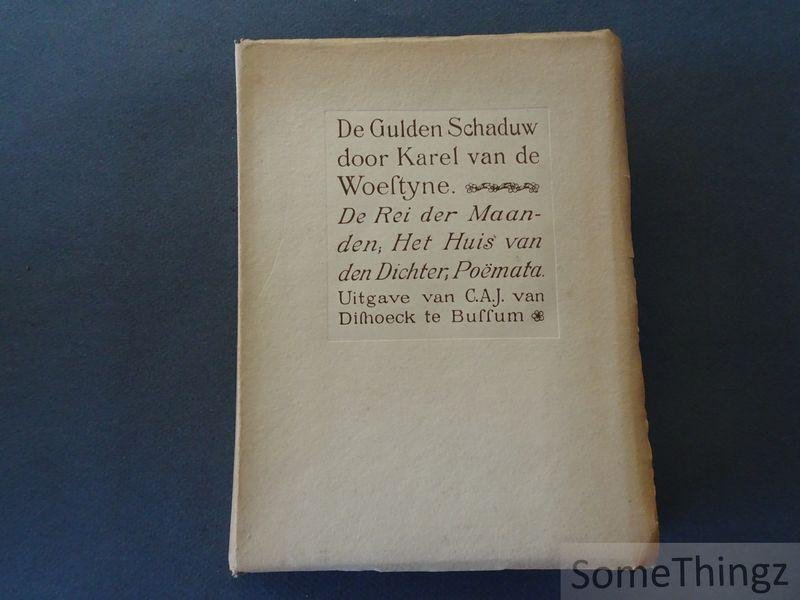 De Gulden Schaduw
door Karel van de
Woeſtyne.
De Rei der Maan-
den; Het Huis van
den Dichter; Poëmata.
Uitgave van C.A.J. van
Diſhoeck te Buſſum
SomeThingz